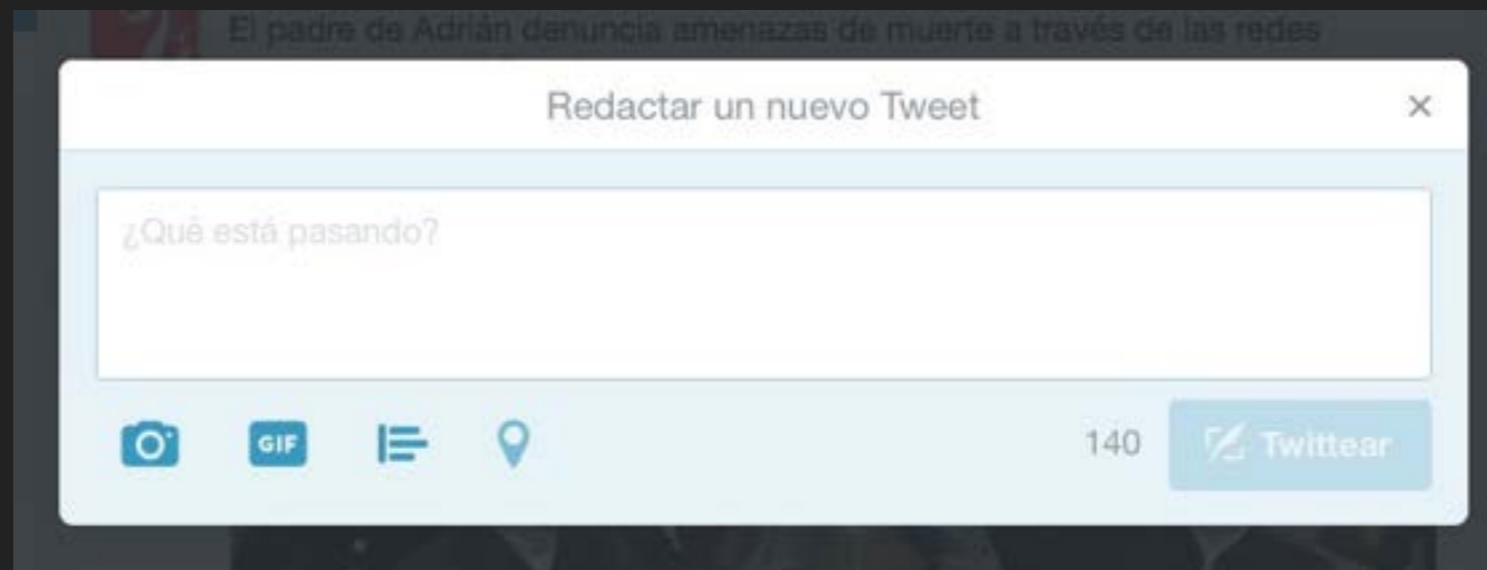 El padre de Adrián denuncia amenazas de muerte a través de las redes
Redactar un nuevo Tweet ×
¿Qué está pasando?
GIF
140 Twittear